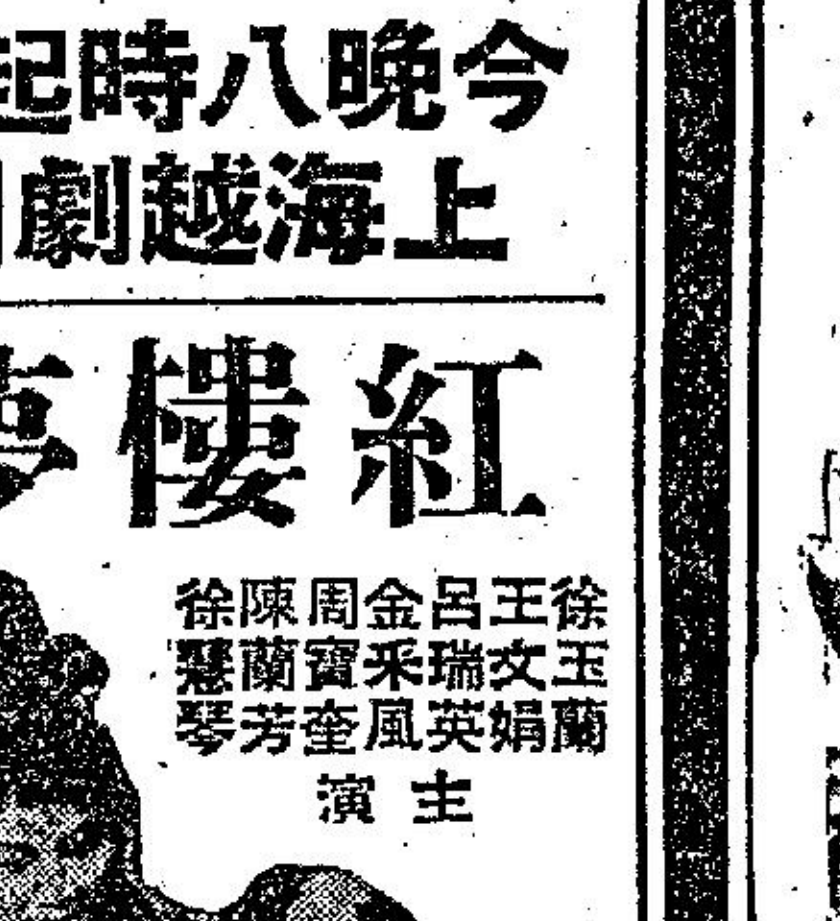 今晚八時起
上海越劇
紅樓夢
徐玉蘭
王文娟
呂瑞英
金采風
周寶奎
陳蘭芳
徐慧琴
主演